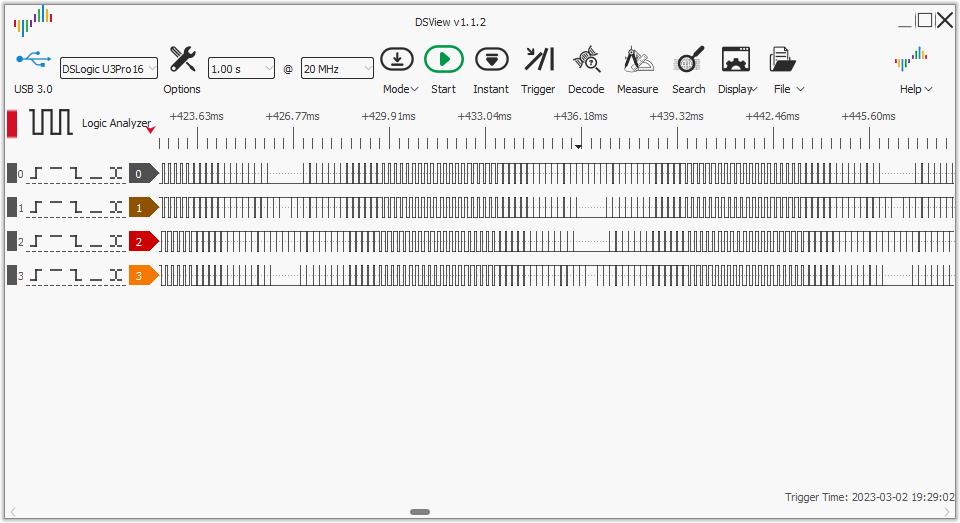 DSView v1.1.2
USB 3.0
DSLogic U3Pro16
Options
1.00 s @ 20 MHz
Mode Start Instant Trigger Decode Measure Search Display File Help
Logic Analyzer
+423.63ms +426.77ms +429.91ms +433.04ms +436.18ms +439.32ms +442.46ms +445.60ms
0 0
1 1
2 2
3 3
Trigger Time: 2023-03-02 19:29:02